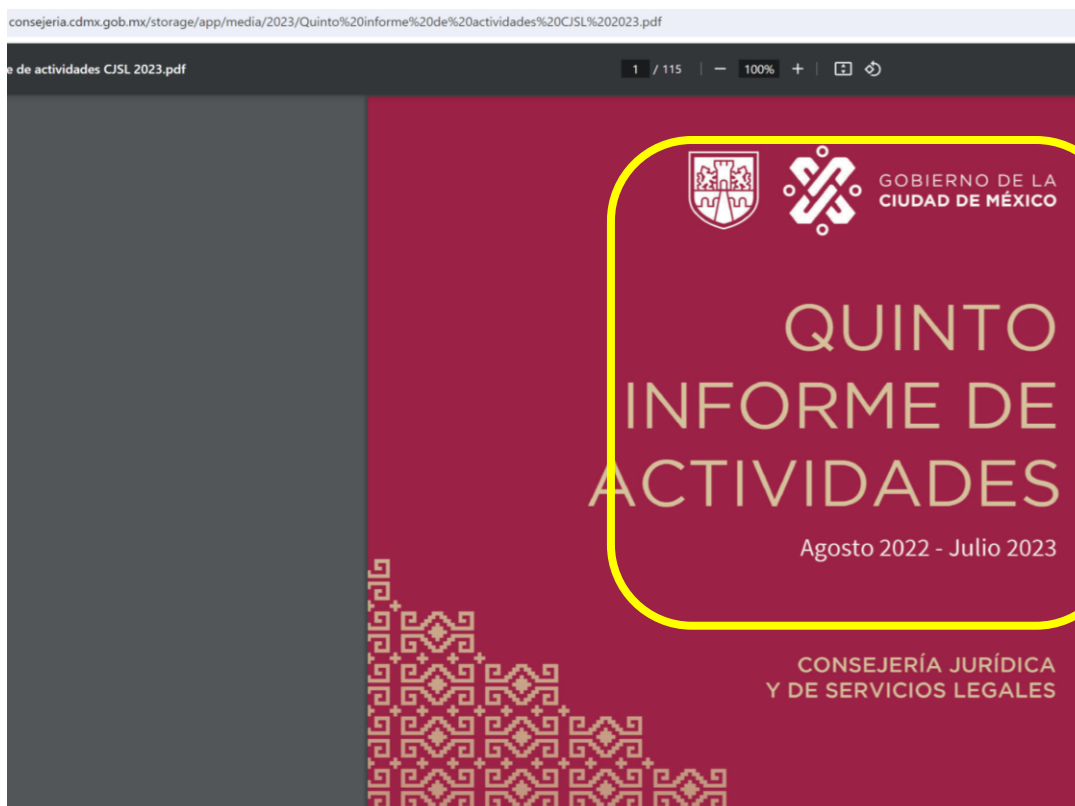 consejeria.cdmx.gob.mx/storage/app/media/2023/Quinto%20informe%20de%20actividades%20CJSL%202023.pdf
e de actividades CJSL 2023.pdf
1 / 115
100%
GOBIERNO DE LA
CIUDAD DE MÉXICO
QUINTO
INFORME DE
ACTIVIDADES
Agosto 2022 - Julio 2023
CONSEJERÍA JURÍDICA
Y DE SERVICIOS LEGALES